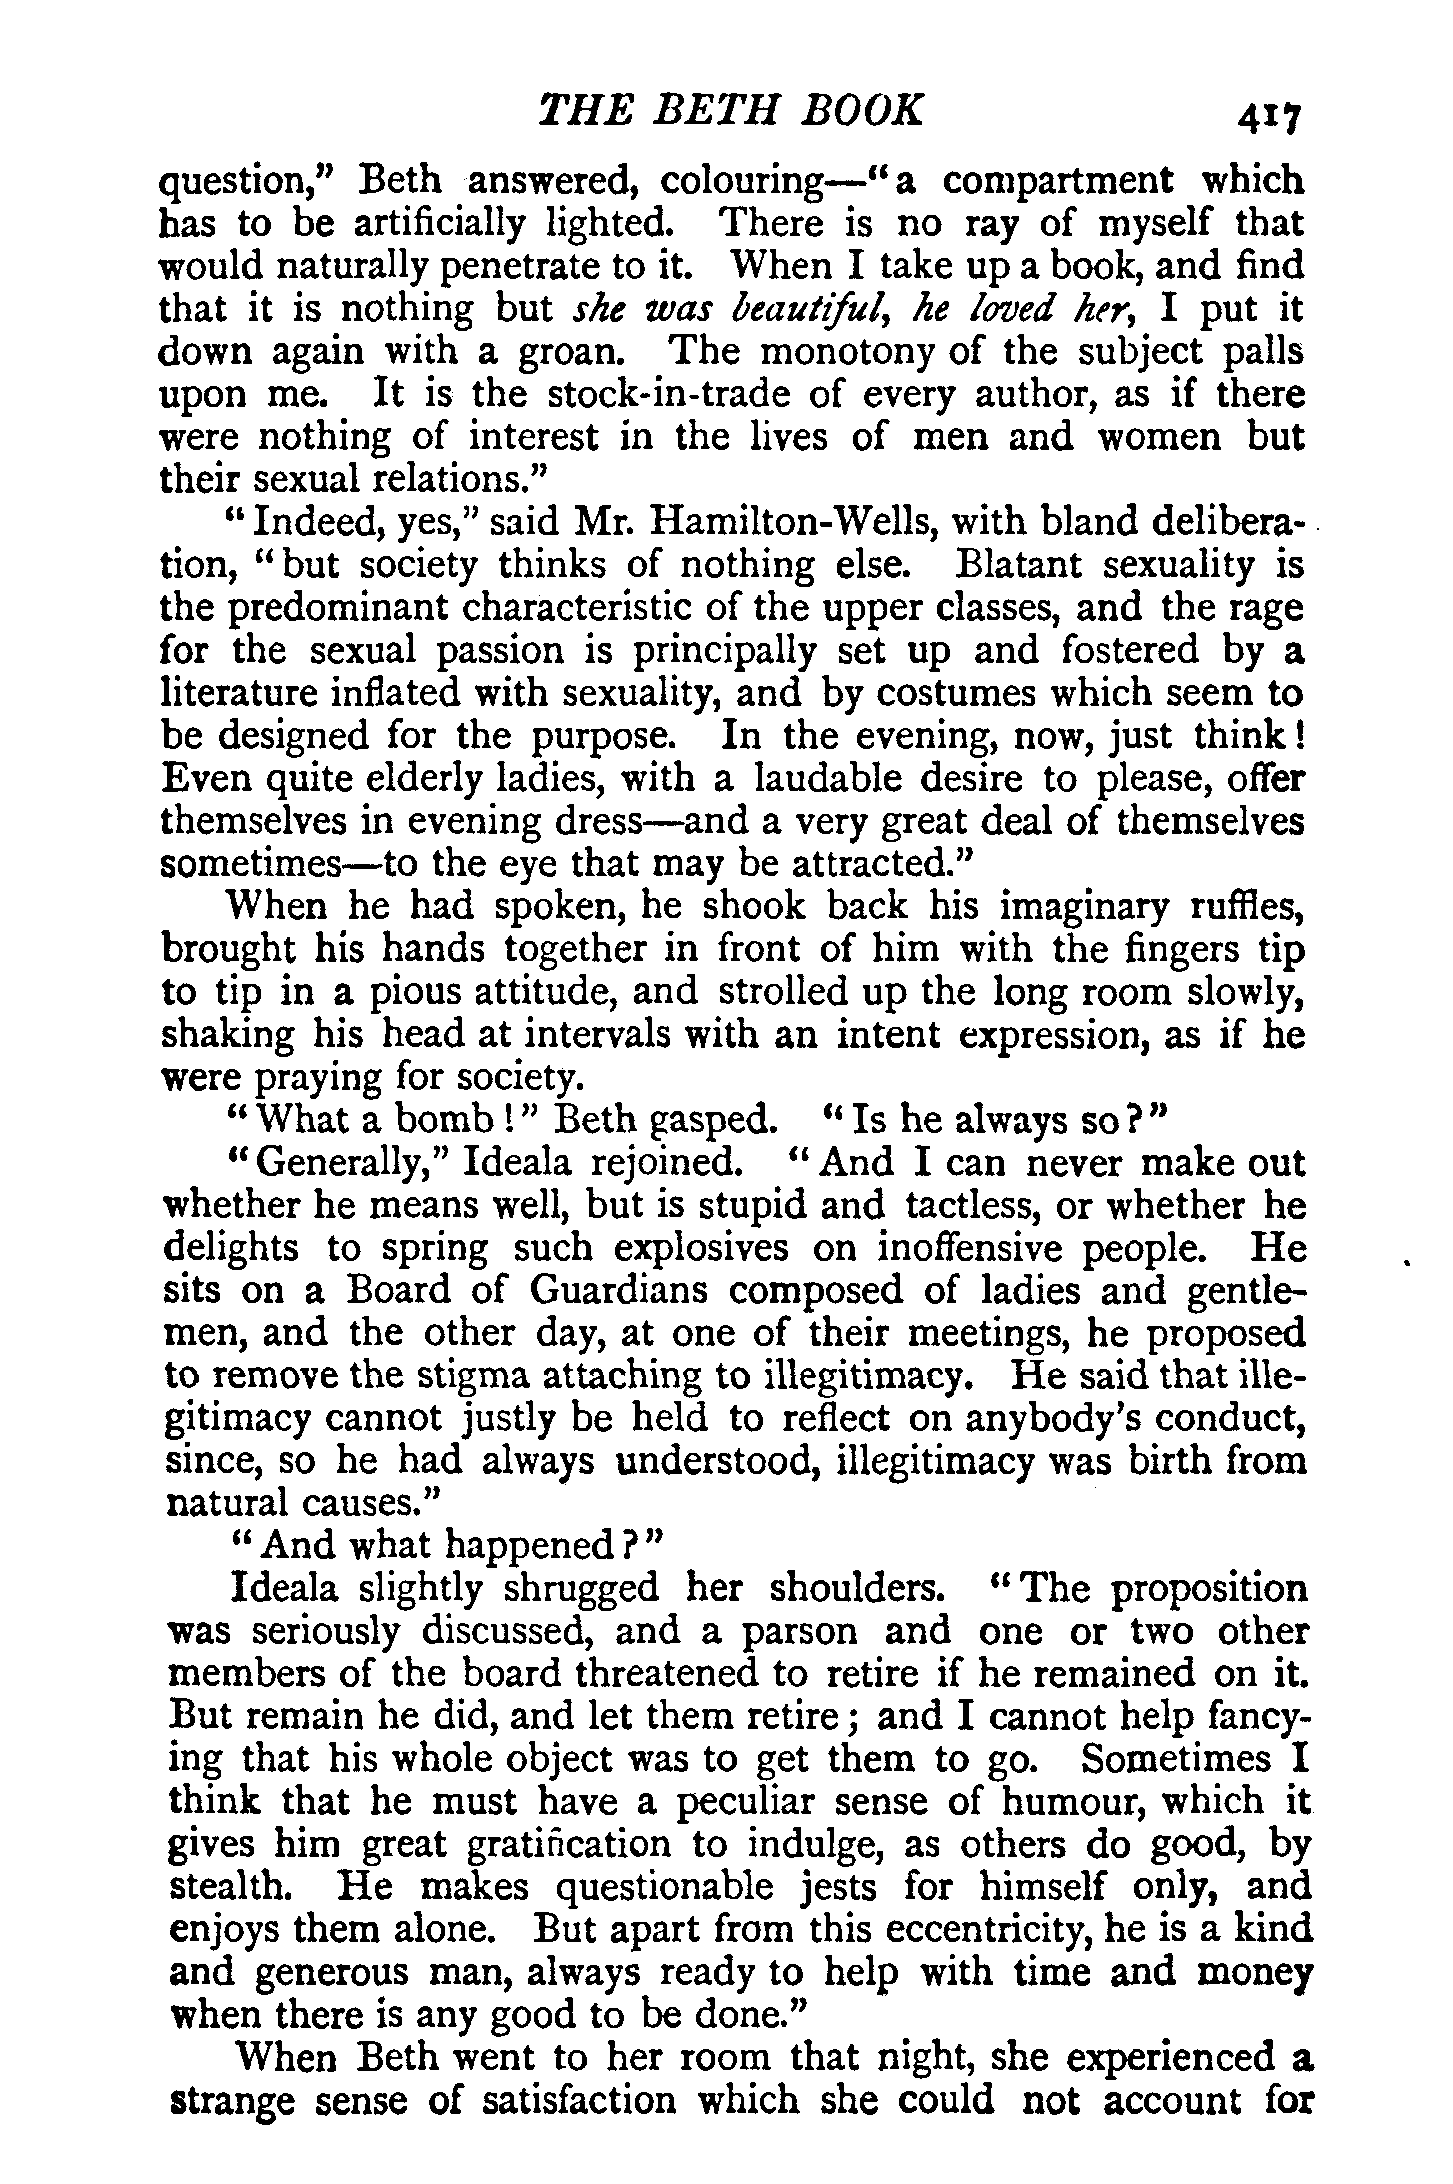 THE BETH BOOK 417
question,” Beth answered, colouring—“a compartment which
has to be artificially lighted. There is no ray of myself that
would naturally penetrate to it. When I take up a book, and find
that it is nothing but she was beautiful, he loved her, I put it
down again with a groan. The monotony of the subject palls
upon me. It is the stock-in-trade of every author, as if there
were nothing of interest in the lives of men and women but
their sexual relations.”
“Indeed, yes,” said Mr. Hamilton-Wells, with bland delibera-
tion, “but society thinks of nothing else. Blatant sexuality is
the predominant characteristic of the upper classes, and the rage
for the sexual passion is principally set up and fostered by a
literature inflated with sexuality, and by costumes which seem to
be designed for the purpose. In the evening, now, just think!
Even quite elderly ladies, with a laudable desire to please, offer
themselves in evening dress—and a very great deal of themselves
sometimes—to the eye that may be attracted.”
When he had spoken, he shook back his imaginary ruffles,
brought his hands together in front of him with the fingers tip
to tip in a pious attitude, and strolled up the long room slowly,
shaking his head at intervals with an intent expression, as if he
were praying for society.
“What a bomb!” Beth gasped. “Is he always so?”
“Generally,” Ideala rejoined. “And I can never make out
whether he means well, but is stupid and tactless, or whether he
delights to spring such explosives on inoffensive people. He
sits on a Board of Guardians composed of ladies and gentle-
men, and the other day, at one of their meetings, he proposed
to remove the stigma attaching to illegitimacy. He said that ille-
gitimacy cannot justly be held to reflect on anybody’s conduct,
since, so he had always understood, illegitimacy was birth from
natural causes.”
“And what happened?”
Ideala slightly shrugged her shoulders. “The proposition
was seriously discussed, and a parson and one or two other
members of the board threatened to retire if he remained on it.
But remain he did, and let them retire; and I cannot help fancy-
ing that his whole object was to get them to go. Sometimes I
think that he must have a peculiar sense of humour, which it
gives him great gratification to indulge, as others do good, by
stealth. He makes questionable jests for himself only, and
enjoys them alone. But apart from this eccentricity, he is a kind
and generous man, always ready to help with time and money
when there is any good to be done.”
When Beth went to her room that night, she experienced a
strange sense of satisfaction which she could not account for